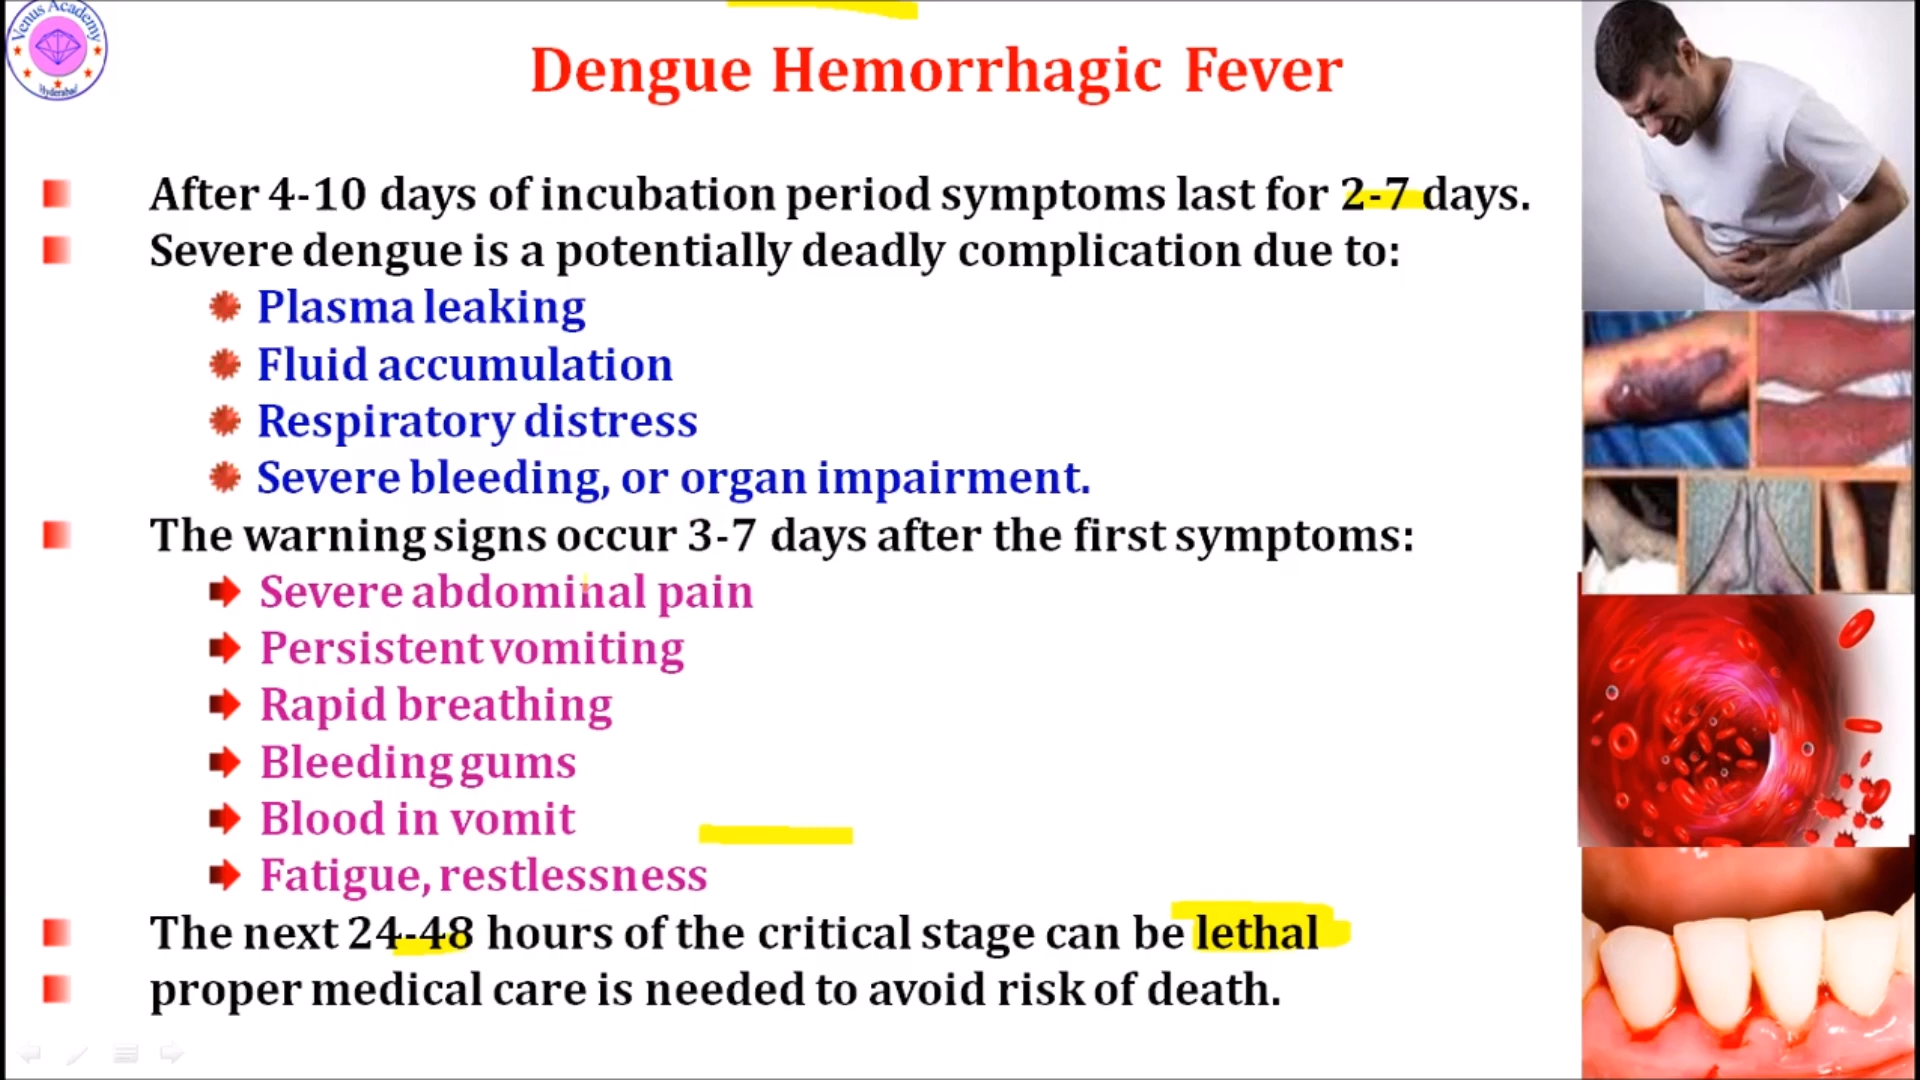 Venus Academy
Hyderabad
Dengue Hemorrhagic Fever
After 4-10 days of incubation period symptoms last for 2-7 days.
Severe dengue is a potentially deadly complication due to:
Plasma leaking
Fluid accumulation
Respiratory distress
Severe bleeding, or organ impairment.
The warning signs occur 3-7 days after the first symptoms:
Severe abdominal pain
Persistent vomiting
Rapid breathing
Bleeding gums
Blood in vomit
Fatigue, restlessness
The next 24-48 hours of the critical stage can be lethal
proper medical care is needed to avoid risk of death.